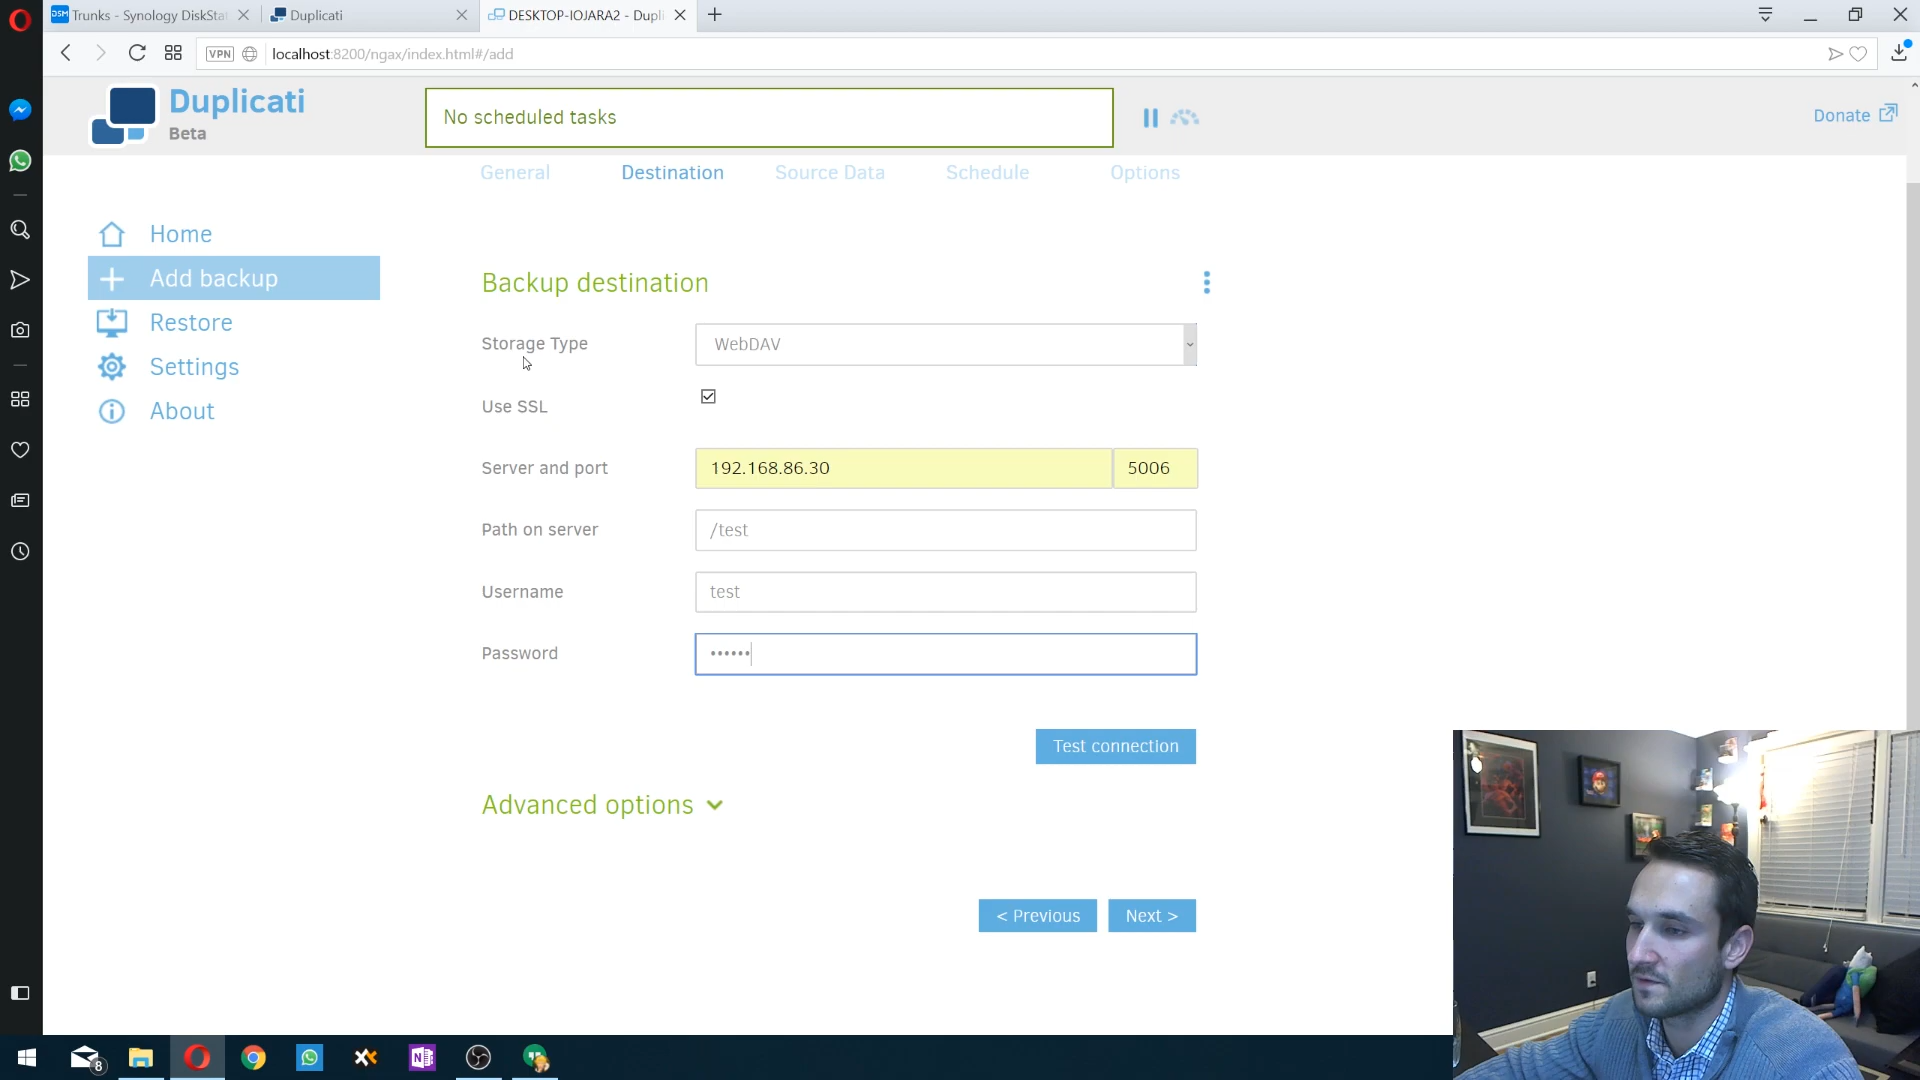 DSM Trunks - Synology DiskStat
Duplicati
DESKTOP-IOJARA2 - Dupli
VPN
localhost:8200/ngax/index.html#/add
Duplicati
Beta
No scheduled tasks
Donate
General
Destination
Source Data
Schedule
Options
Home
Add backup
Restore
Settings
About
Backup destination
Storage Type
WebDAV
Use SSL
Server and port
192.168.86.30
5006
Path on server
/test
Username
test
Password
••••••
Test connection
Advanced options
< Previous
Next >
8
N